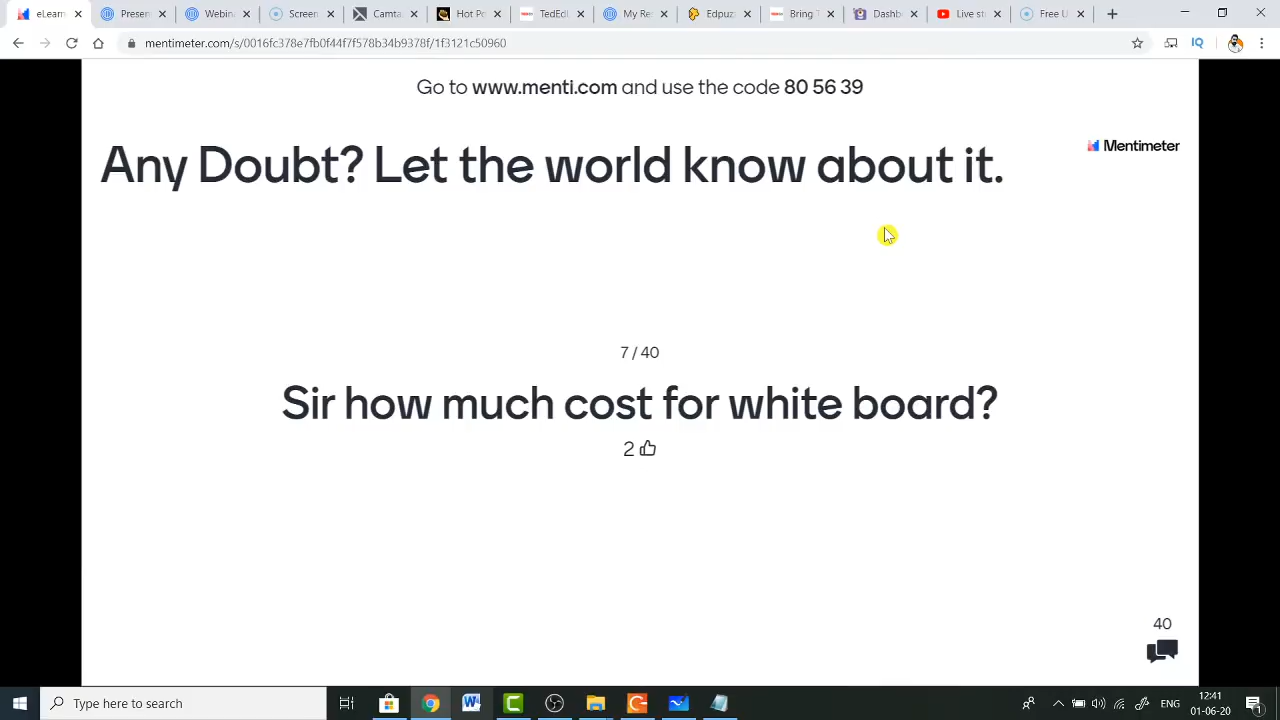 eLearn
Presen
Webin
Screen
Camta
Hot Po
TedEd
My Re
Edpuz
Bring T
Dashb
Live st
Free U
mentimeter.com/s/0016fc378e7fb0f44f7f578b34b9378f/1f3121c50960
IQ
Go to www.menti.com and use the code 80 56 39
Mentimeter
Any Doubt? Let the world know about it.
7 / 40
Sir how much cost for white board?
2
40
Type here to search
ENG
12:41
01-06-20